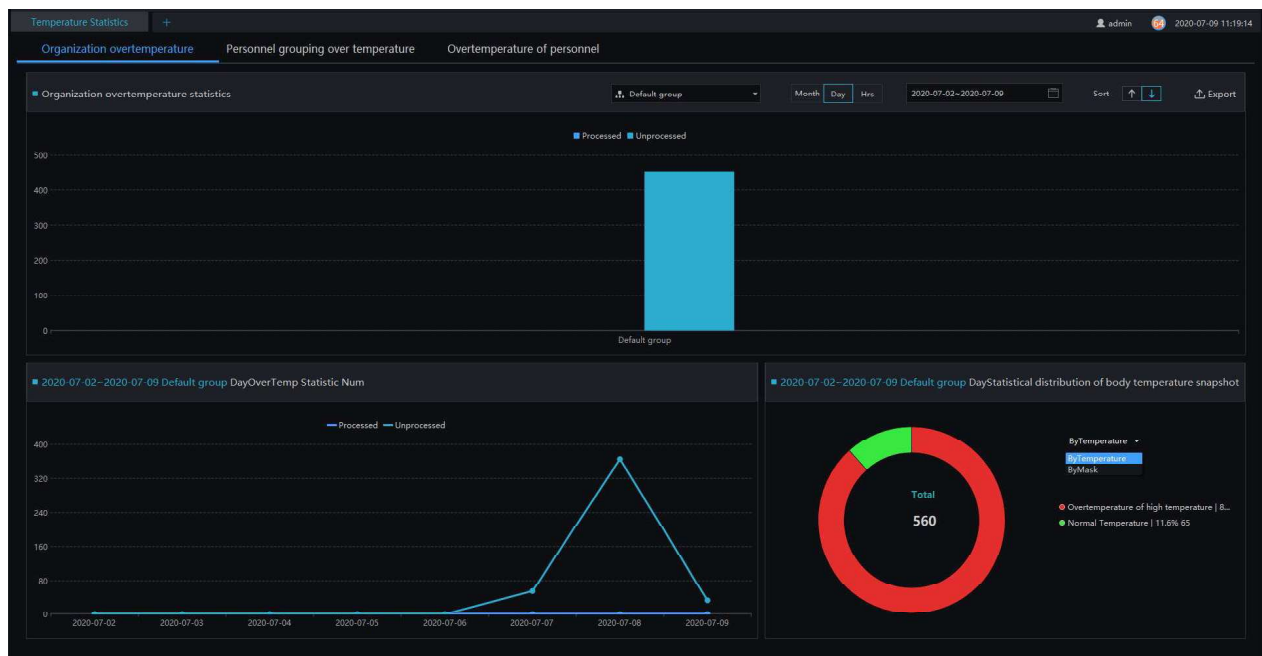 Temperature Statistics +
admin 64 2020-07-09 11:19:14
Organization overtemperature Personnel grouping over temperature Overtemperature of personnel
Organization overtemperature statistics Default group Month Day Hrs 2020-07-02~2020-07-09 Sort ↑ ↓ Export
Processed Unprocessed
500
400
300
200
100
0
Default group
2020-07-02~2020-07-09 Default group DayOverTemp Statistic Num
Processed Unprocessed
400
320
240
160
80
0
2020-07-02 2020-07-03 2020-07-04 2020-07-05 2020-07-06 2020-07-07 2020-07-08 2020-07-09
2020-07-02~2020-07-09 Default group DayStatistical distribution of body temperature snapshot
ByTemperature
ByTemperature
ByMask
Total
560
Overtemperature of high temperature | 8...
Normal Temperature | 11.6% 65